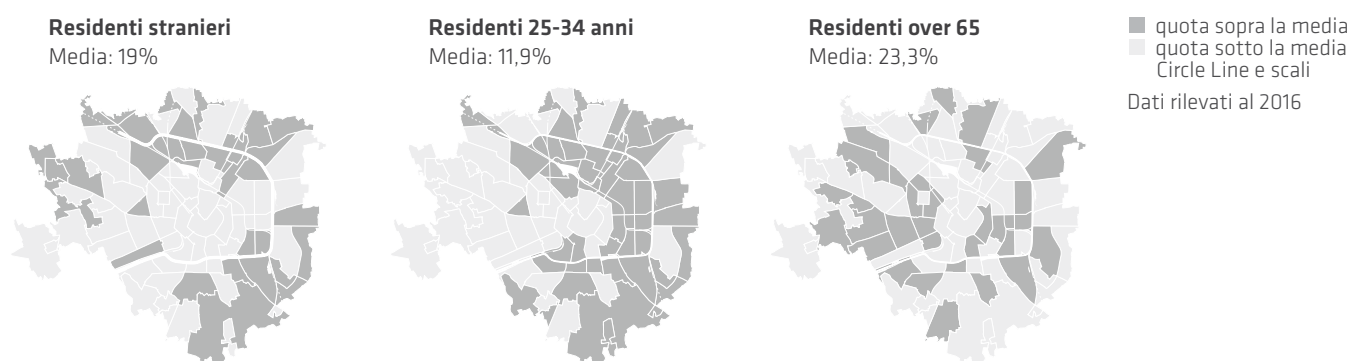 Residenti stranieri
Media: 19%
Residenti 25-34 anni
Media: 11,9%
Residenti over 65
Media: 23,3%
quota sopra la media
quota sotto la media
Circle Line e scali
Dati rilevati al 2016